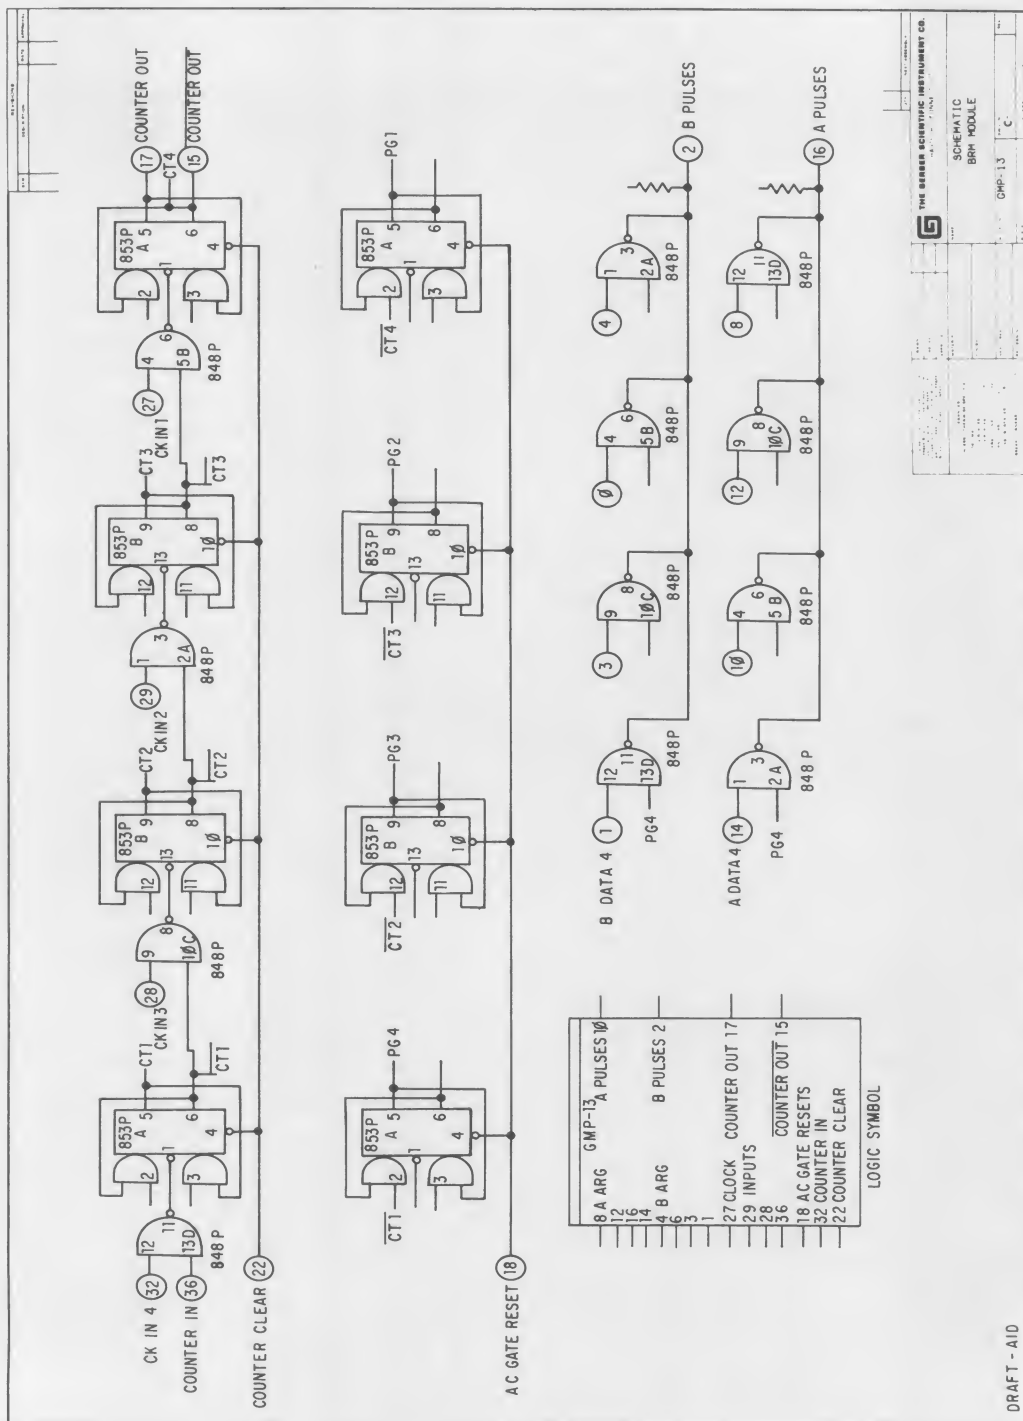 COUNTER OUT
17
CT4
15
COUNTER OUT
853P
A
5
6
4
1
2
3
4
5B
6
848P
27
CKIN1
CT3
CT3
853P
B
9
8
1Ø
13
12
11
1
2A
3
848P
29
CKIN2
CT2
CT2
853P
B
9
8
1Ø
13
12
11
9
1ØC
8
848P
28
CKIN3
CT1
CT1
853P
A
5
6
4
1
2
3
12
13D
11
848P
CK IN 4 32
COUNTER IN 36
COUNTER CLEAR 22
PG1
853P
A
5
6
4
1
2
3
CT4
PG2
853P
B
9
8
1Ø
13
12
11
CT3
PG3
853P
B
9
8
1Ø
13
12
11
CT2
PG4
853P
A
5
6
4
1
2
3
CT1
AC GATE RESET 18
2 B PULSES
1
2A
3
848P
4
4
5B
6
848P
Ø
9
1ØC
8
848P
3
12
13D
11
848P
B DATA 4 1
PG4
16 A PULSES
12
13D
11
848P
8
9
1ØC
8
848P
12
4
5B
6
848P
1Ø
1
2A
3
848P
A DATA 4 14
PG4
GMP-13
8 A ARG A PULSES 1Ø
12
16
14
4 B ARG B PULSES 2
6
3
1
27 CLOCK COUNTER OUT 17
29 INPUTS
28
36 COUNTER OUT 15
18 AC GATE RESETS
32 COUNTER IN
22 COUNTER CLEAR
LOGIC SYMBOL
THE GERBER SCIENTIFIC INSTRUMENT CO.
SCHEMATIC
BRM MODULE
GMP-13
C
DRAFT-AID